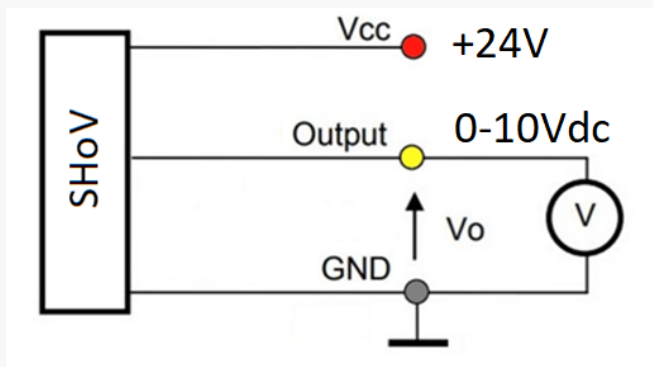 Vcc
+24V
SHoV
Output
0-10Vdc
Vo
V
GND